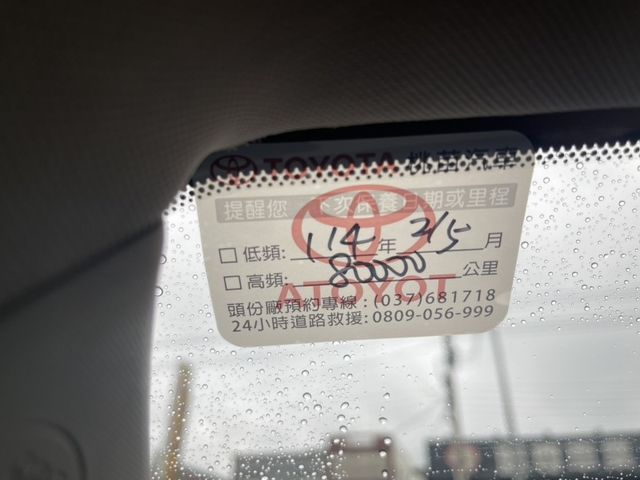 TOYOTA 桃苗汽車
提醒您 下次保養日期或里程
□ 低頻: 114 年 2/5 月
□ 高頻: 80000 公里
ATOYOT
頭份廠預約專線: (037)681718
24小時道路救援: 0809-056-999